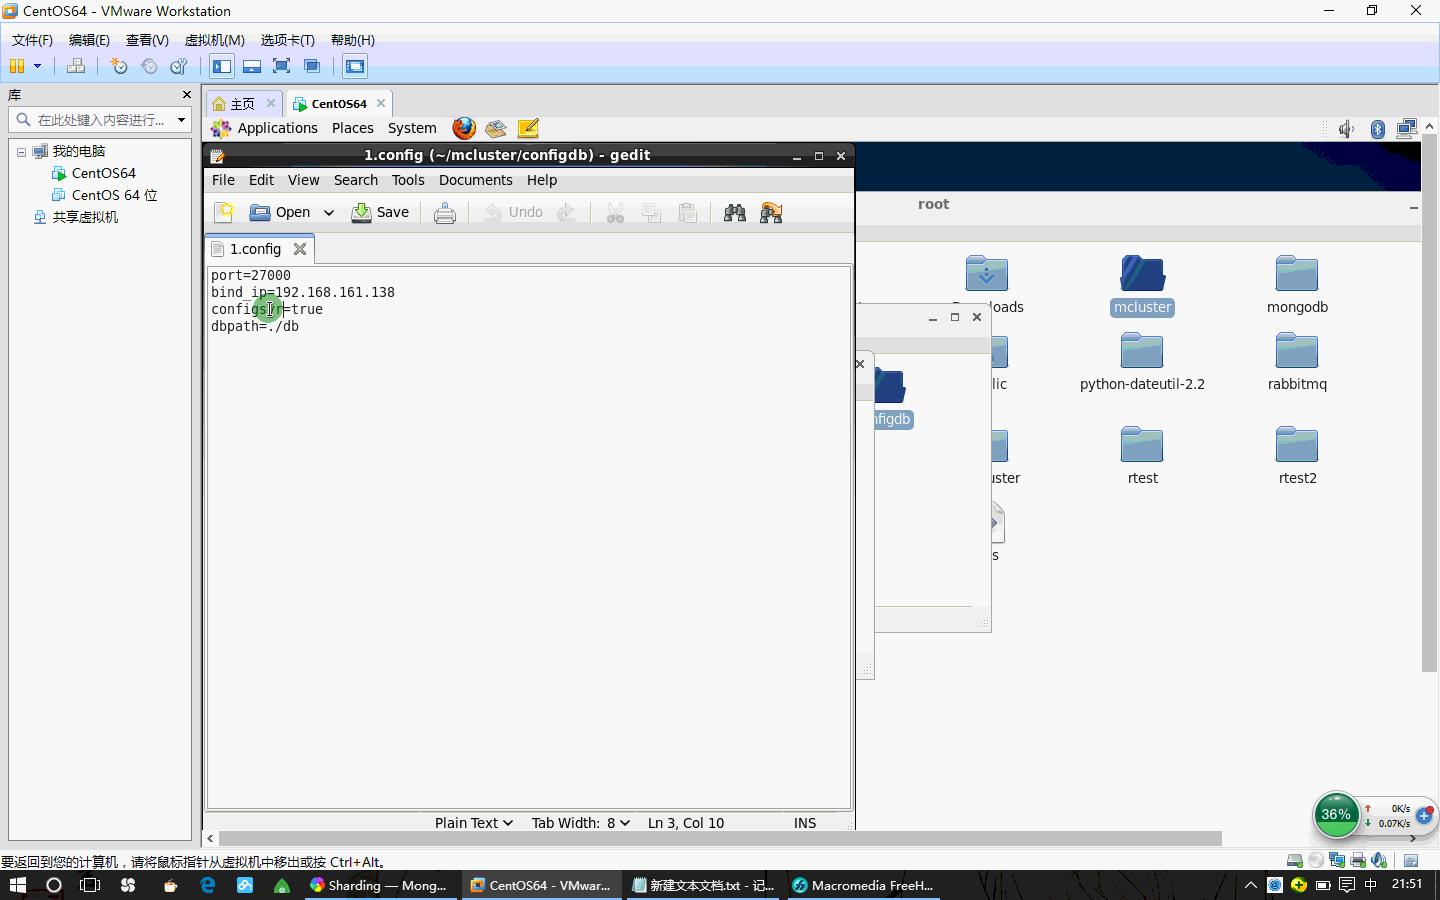 CentOS64 - VMware Workstation
文件(F) 编辑(E) 查看(V) 虚拟机(M) 选项卡(T) 帮助(H)
库
在此处键入内容进行...
我的电脑
CentOS64
CentOS 64 位
共享虚拟机
主页 CentOS64
Applications Places System
1.config (~/mcluster/configdb) - gedit
File Edit View Search Tools Documents Help
Open Save Undo
1.config
port=27000
bind_ip=192.168.161.138
=true
dbpath=./db
Plain Text Tab Width: 8 Ln 3, Col 10 INS
root
mcluster mongodb
python-dateutil-2.2 rabbitmq
rtest rtest2
36% 0K/s
0.07K/s
要返回到您的计算机，请将鼠标指针从虚拟机中移出或按 Ctrl+Alt。
Sharding — Mong... CentOS64 - VMwar... 新建文本文档.txt - 记... Macromedia FreeH... 中 21:51